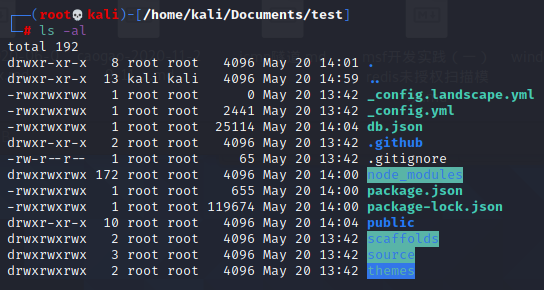 ┌──(root💀kali)-[/home/kali/Documents/test]
└─# ls -al
total 192
drwxr-xr-x   8 root root   4096 May 20 14:01 .
drwxr-xr-x  13 kali kali   4096 May 20 14:59 ..
-rwxrwxrwx   1 root root      0 May 20 13:42 _config.landscape.yml
-rwxrwxrwx   1 root root   2441 May 20 13:42 _config.yml
-rwxrwxrwx   1 root root  25114 May 20 14:04 db.json
drwxr-xr-x   2 root root   4096 May 20 13:42 .github
-rw-r--r--   1 root root     65 May 20 13:42 .gitignore
drwxrwxrwx 172 root root   4096 May 20 14:00 node_modules
-rwxrwxrwx   1 root root    655 May 20 14:00 package.json
-rwxrwxrwx   1 root root 119674 May 20 14:00 package-lock.json
drwxr-xr-x  10 root root   4096 May 20 14:04 public
drwxrwxrwx   2 root root   4096 May 20 13:42 scaffolds
drwxrwxrwx   3 root root   4096 May 20 13:42 source
drwxrwxrwx   2 root root   4096 May 20 13:42 themes